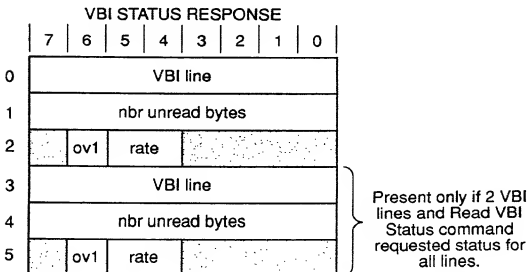 VBI STATUS RESPONSE
7 6 5 4 3 2 1 0
0 VBI line
1 nbr unread bytes
2 ov1 rate
3 VBI line
4 nbr unread bytes
5 ov1 rate
Present only if 2 VBI
lines and Read VBI
Status command
requested status for
all lines.